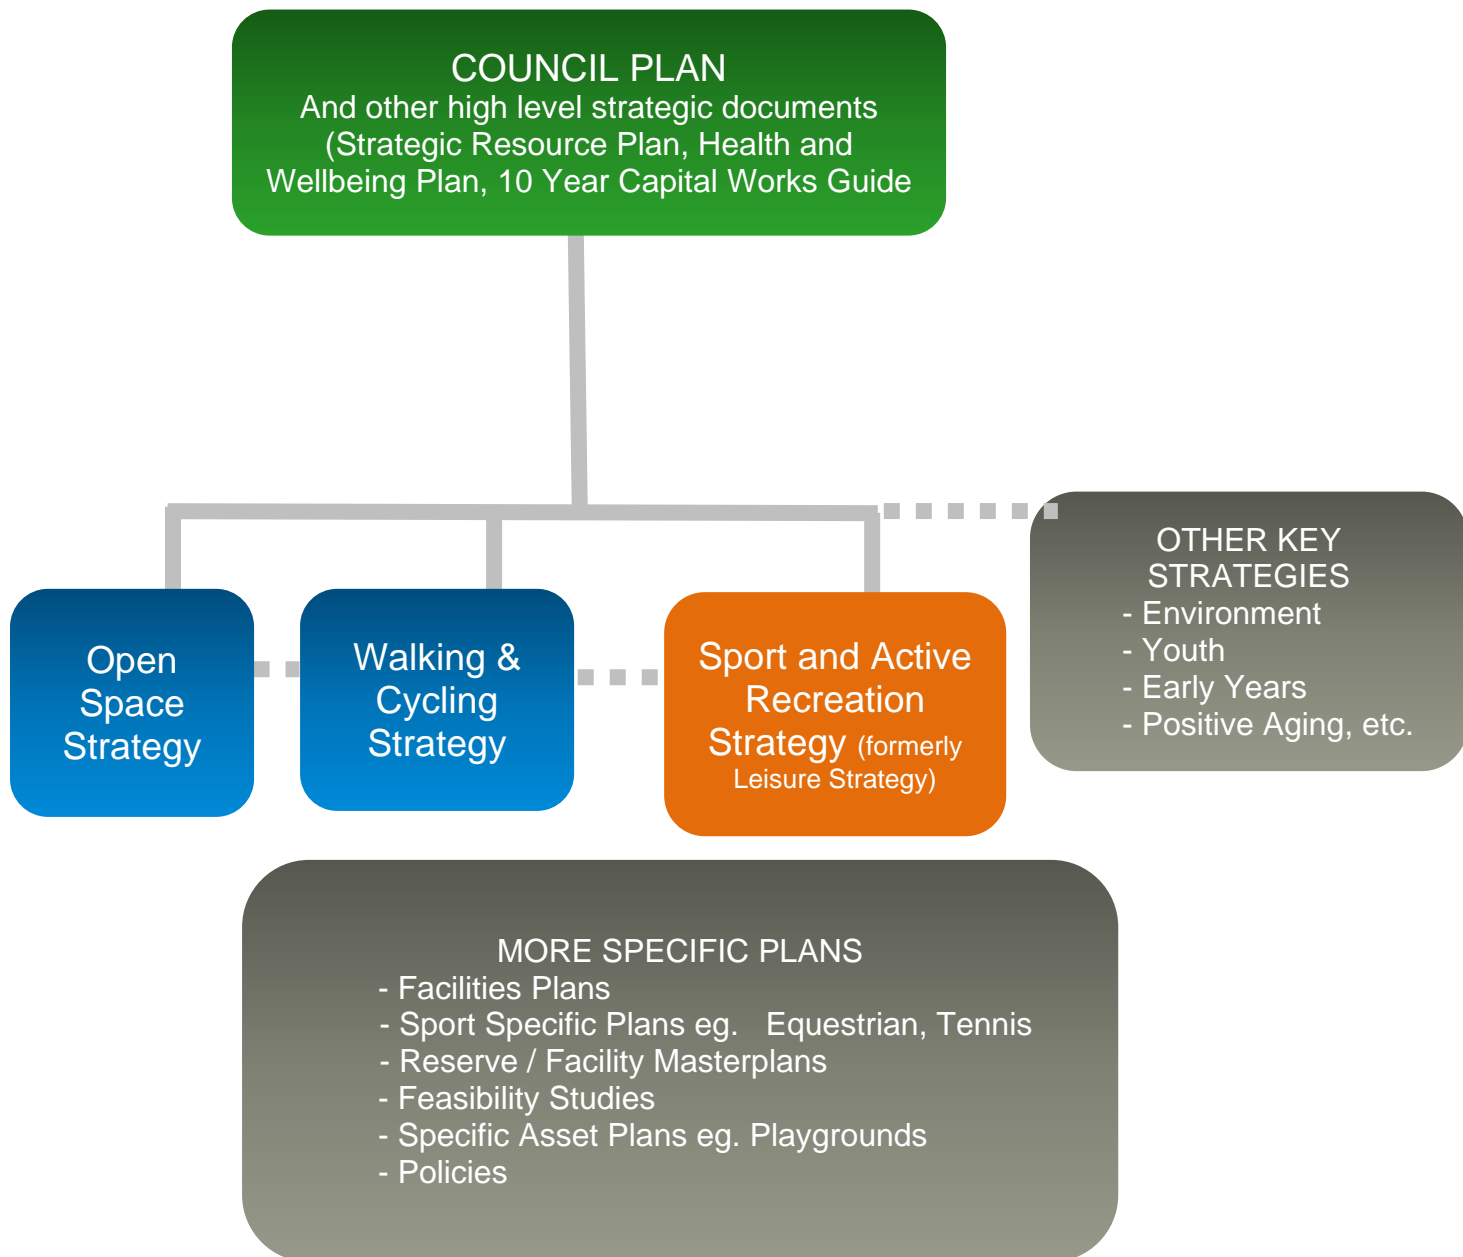 COUNCIL PLAN
And other high level strategic documents
(Strategic Resource Plan, Health and
Wellbeing Plan, 10 Year Capital Works Guide
Open
Space
Strategy
Walking &
Cycling
Strategy
Sport and Active
Recreation
Strategy (formerly
Leisure Strategy)
OTHER KEY
STRATEGIES
- Environment
- Youth
- Early Years
- Positive Aging, etc.
MORE SPECIFIC PLANS
- Facilities Plans
- Sport Specific Plans eg. Equestrian, Tennis
- Reserve / Facility Masterplans
- Feasibility Studies
- Specific Asset Plans eg. Playgrounds
- Policies